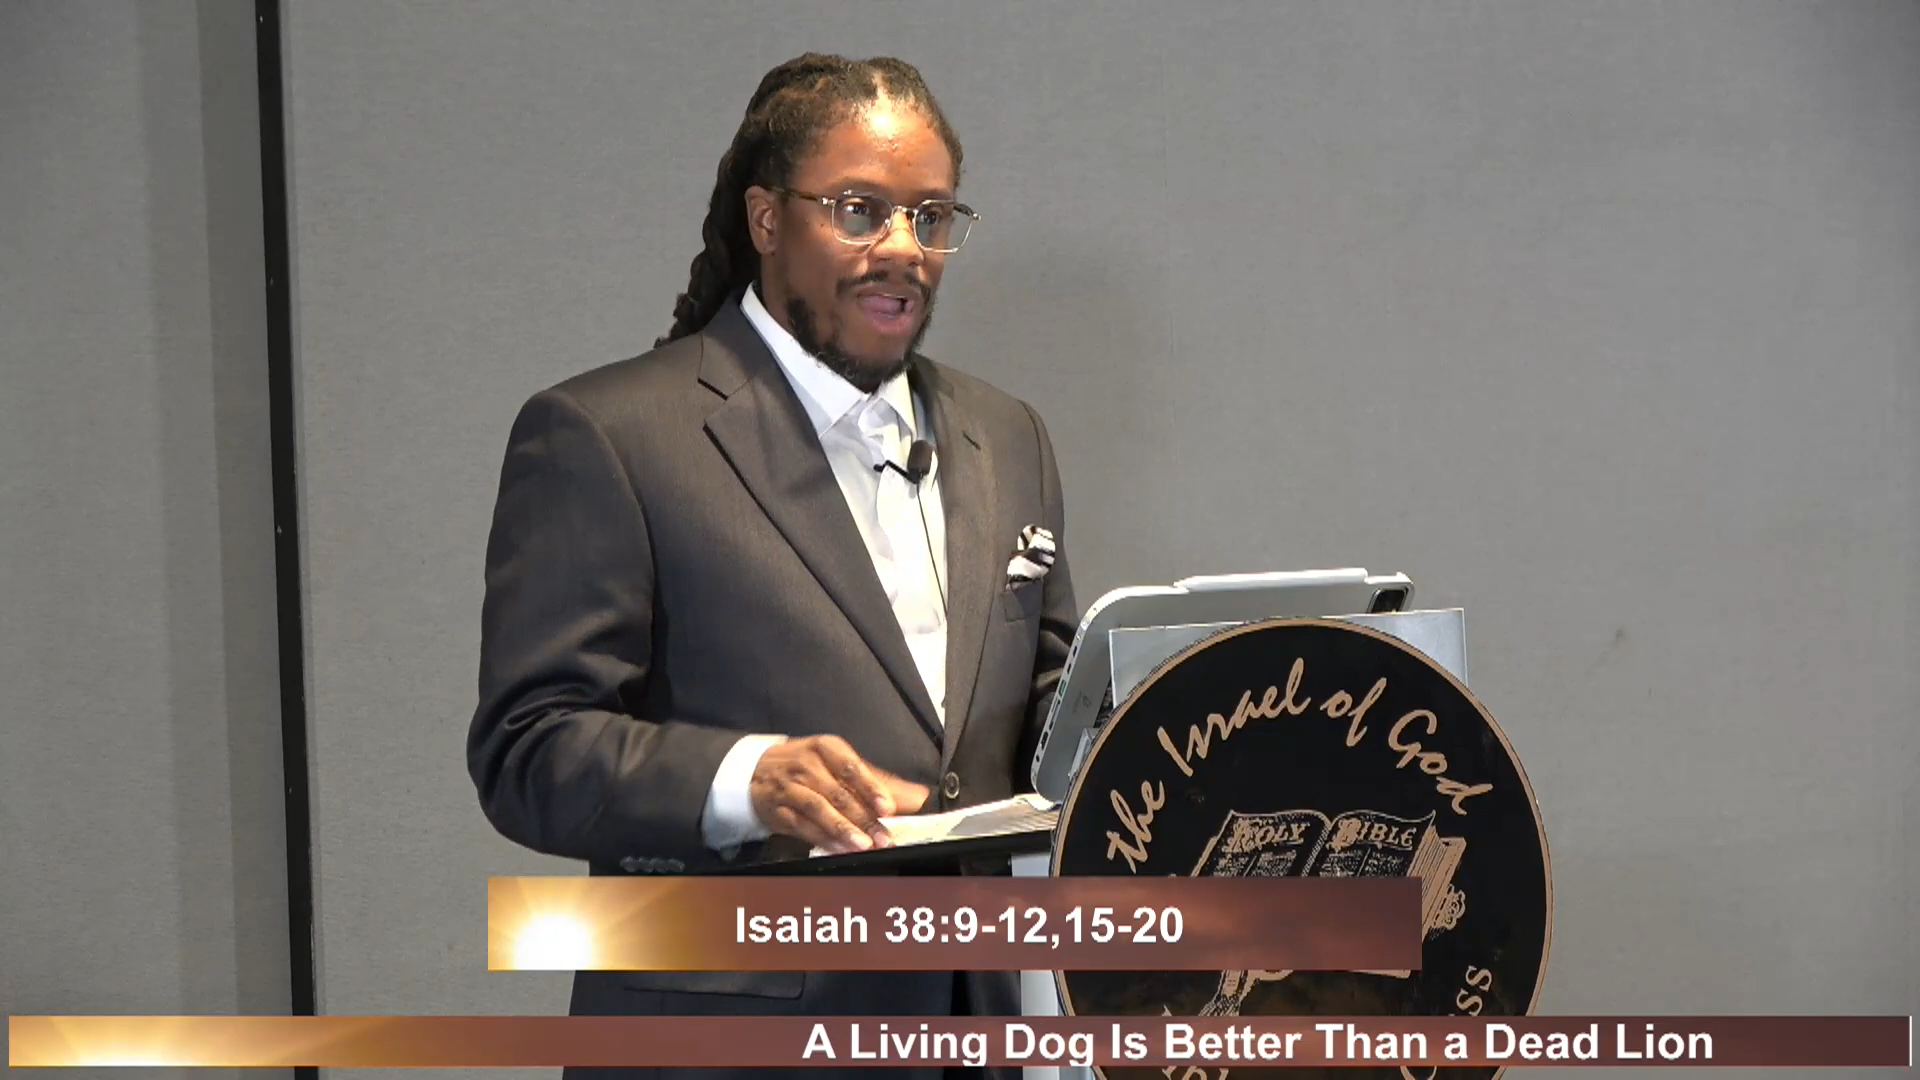 the Israel of God
HOLY BIBLE
Isaiah 38:9-12,15-20
A Living Dog Is Better Than a Dead Lion